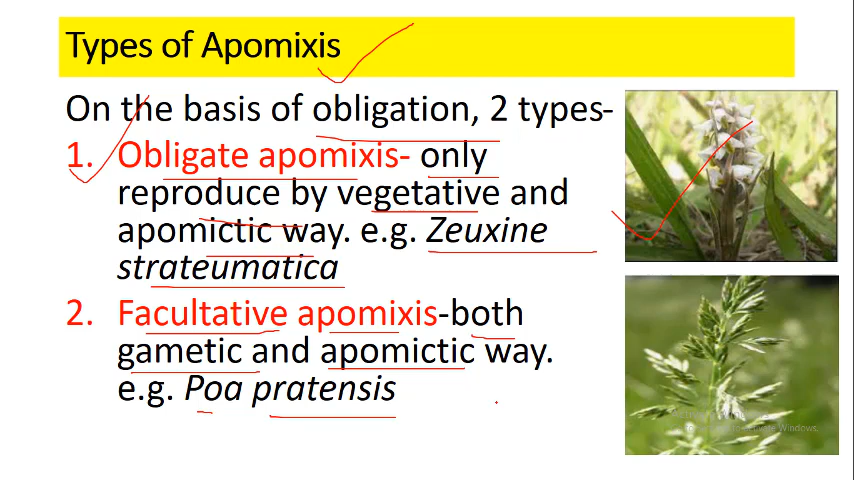 Types of Apomixis
On the basis of obligation, 2 types-
1. Obligate apomixis- only
reproduce by vegetative and
apomictic way. e.g. Zeuxine
strateumatica
2. Facultative apomixis-both
gametic and apomictic way.
e.g. Poa pratensis